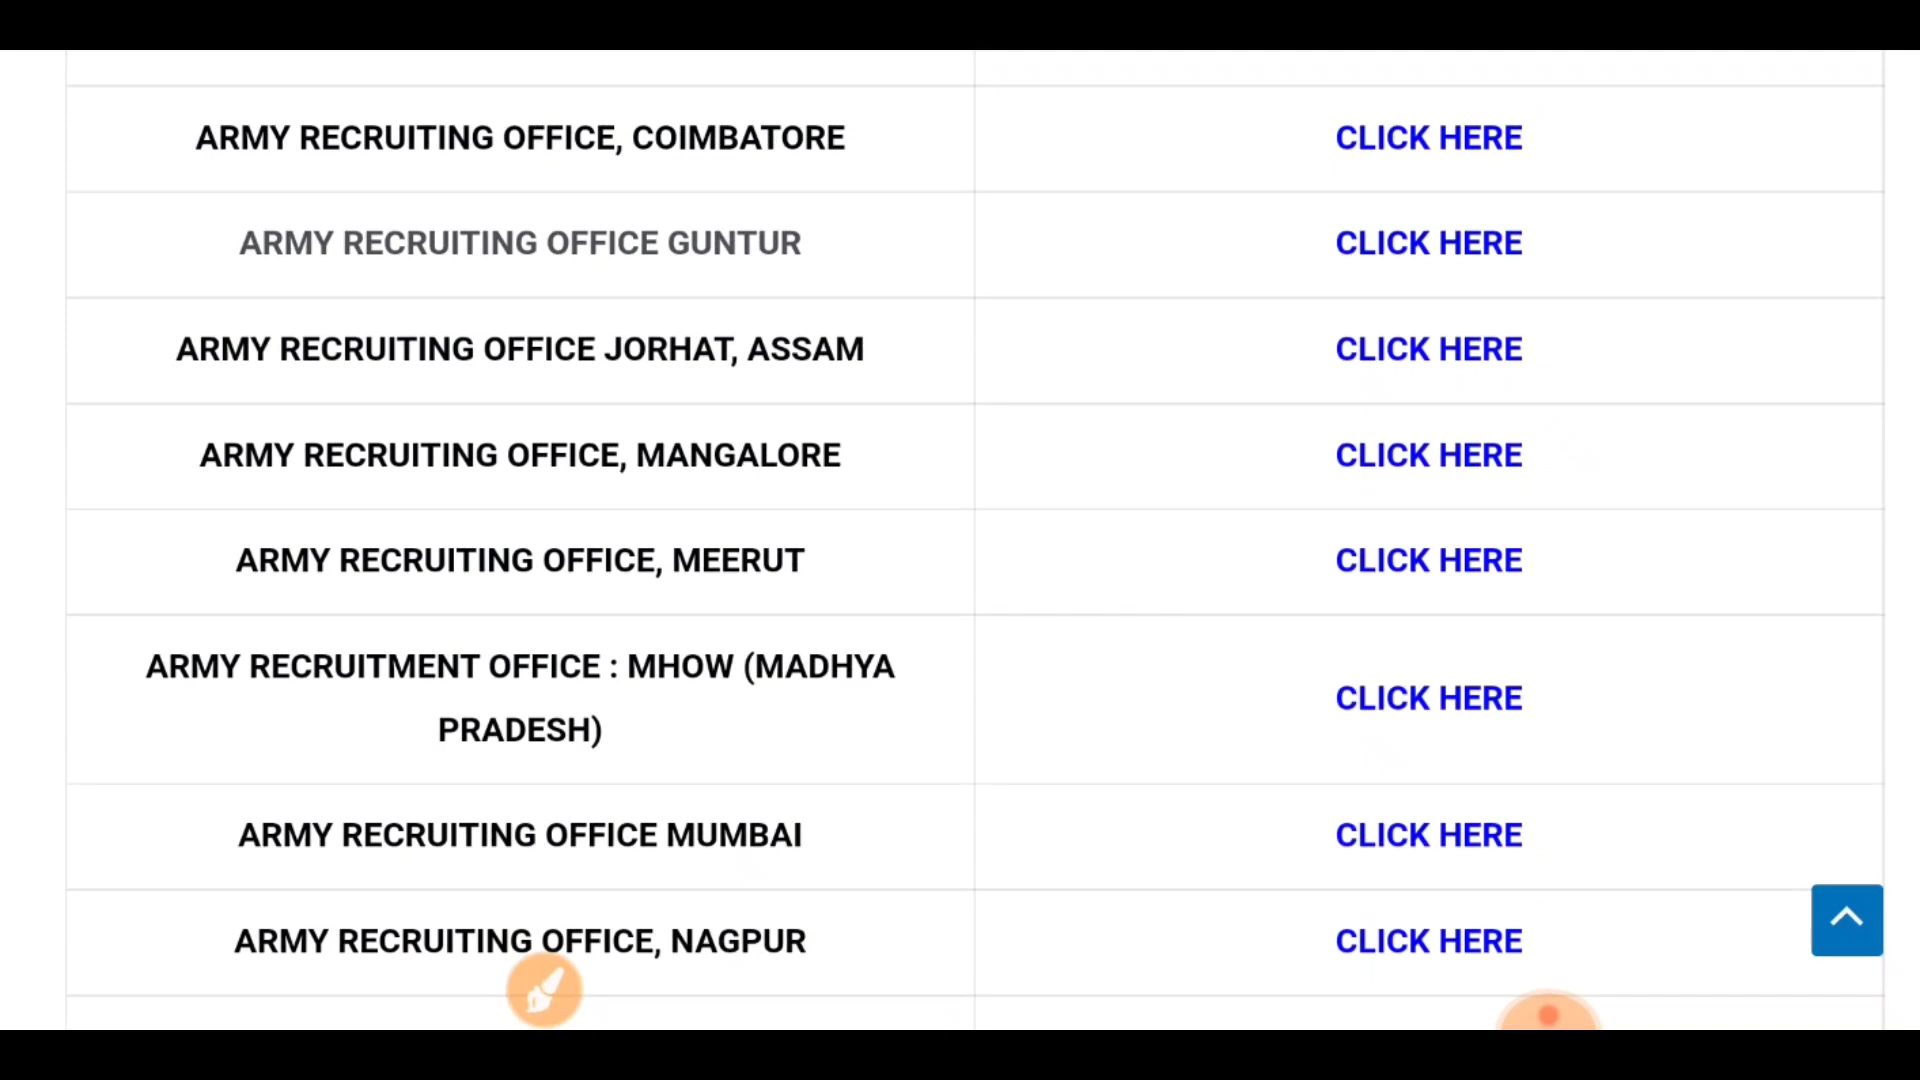 ARMY RECRUITING OFFICE, COIMBATORE CLICK HERE
ARMY RECRUITING OFFICE GUNTUR CLICK HERE
ARMY RECRUITING OFFICE JORHAT, ASSAM CLICK HERE
ARMY RECRUITING OFFICE, MANGALORE CLICK HERE
ARMY RECRUITING OFFICE, MEERUT CLICK HERE
ARMY RECRUITMENT OFFICE : MHOW (MADHYA
PRADESH)
CLICK HERE
ARMY RECRUITING OFFICE MUMBAI CLICK HERE
ARMY RECRUITING OFFICE, NAGPUR CLICK HERE